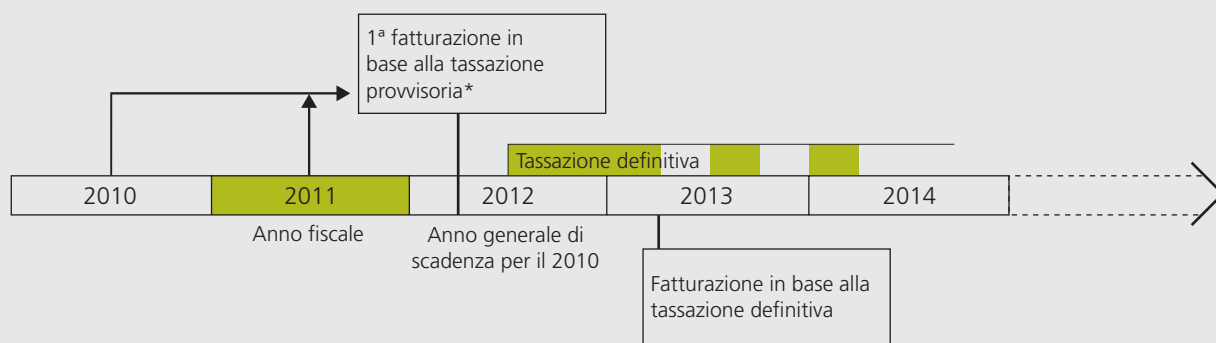 1ª fatturazione in
base alla tassazione
provvisoria*
Tassazione definitiva
2010 2011 2012 2013 2014
Anno fiscale
Anno generale di
scadenza per il 2010
Fatturazione in base alla
tassazione definitiva